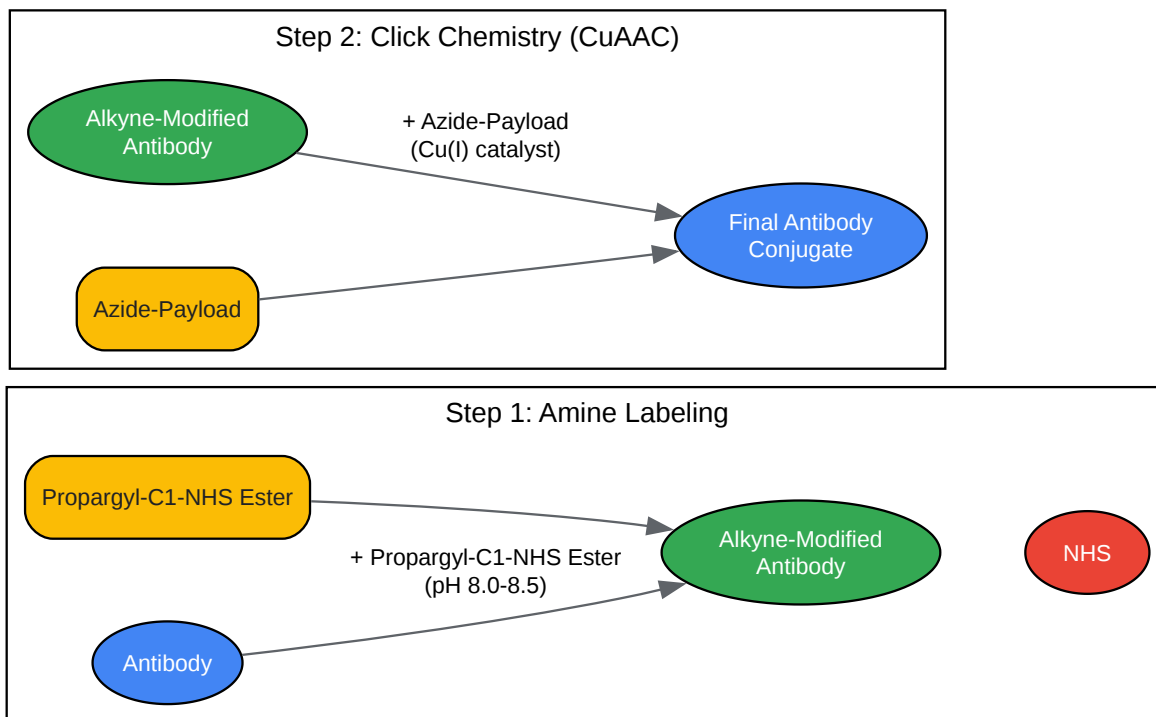 Step 2: Click Chemistry (CuAAC)
Alkyne-Modified
Antibody
+ Azide-Payload
(Cu(I) catalyst)
Final Antibody
Conjugate
Azide-Payload
Step 1: Amine Labeling
Propargyl-C1-NHS Ester
+ Propargyl-C1-NHS Ester
(pH 8.0-8.5)
Alkyne-Modified
Antibody
NHS
Antibody